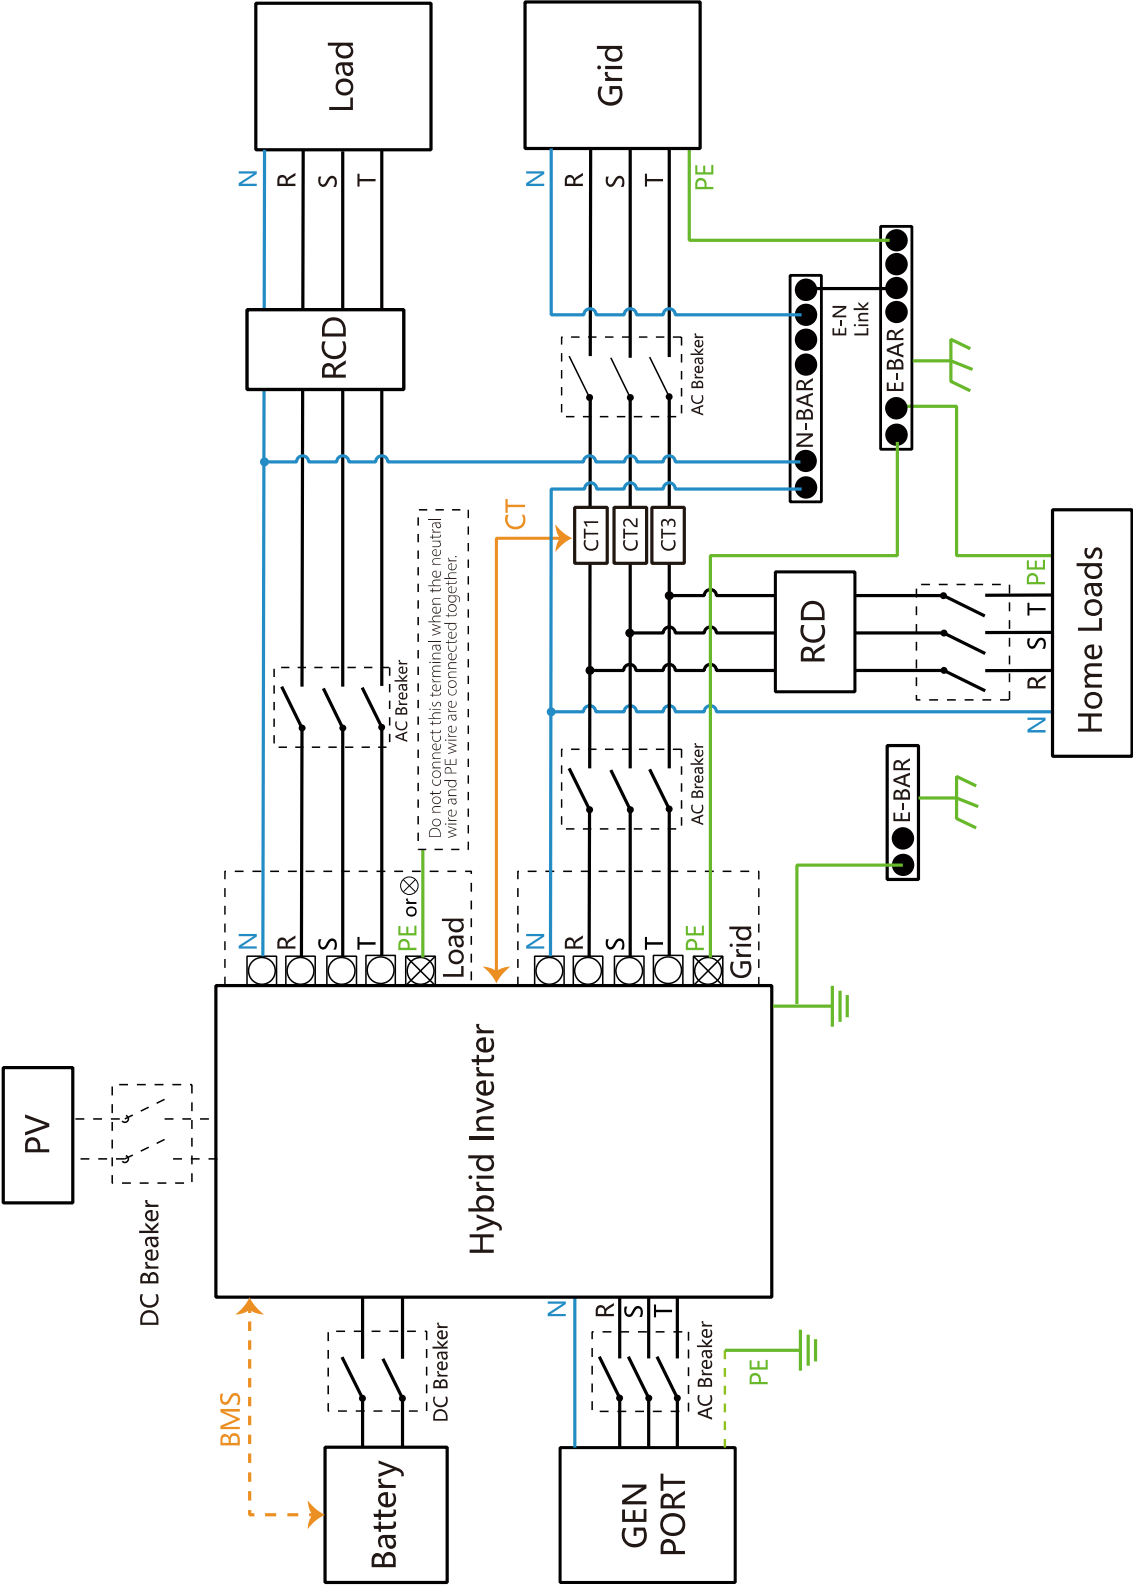 Load
N
R
S
T
RCD
AC Breaker
Do not connect this terminal when the neutral
wire and PE wire are connected together.
N
R
S
T
PE or
Load
Grid
N
R
S
T
PE
AC Breaker
N-BAR
E-N
Link
E-BAR
CT
CT1
CT2
CT3
RCD
PE
T
S
R
N
Home Loads
AC Breaker
E-BAR
N
R
S
T
PE
Grid
Hybrid Inverter
PV
DC Breaker
BMS
DC Breaker
Battery
N
R
S
T
AC Breaker
PE
GEN
PORT